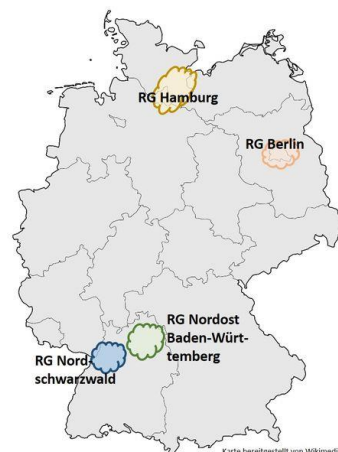 RG Hamburg
RG Berlin
RG Nordost
Baden-Würt-
temberg
RG Nord-
schwarzwald
Karte bereitgestellt von Wikimedi